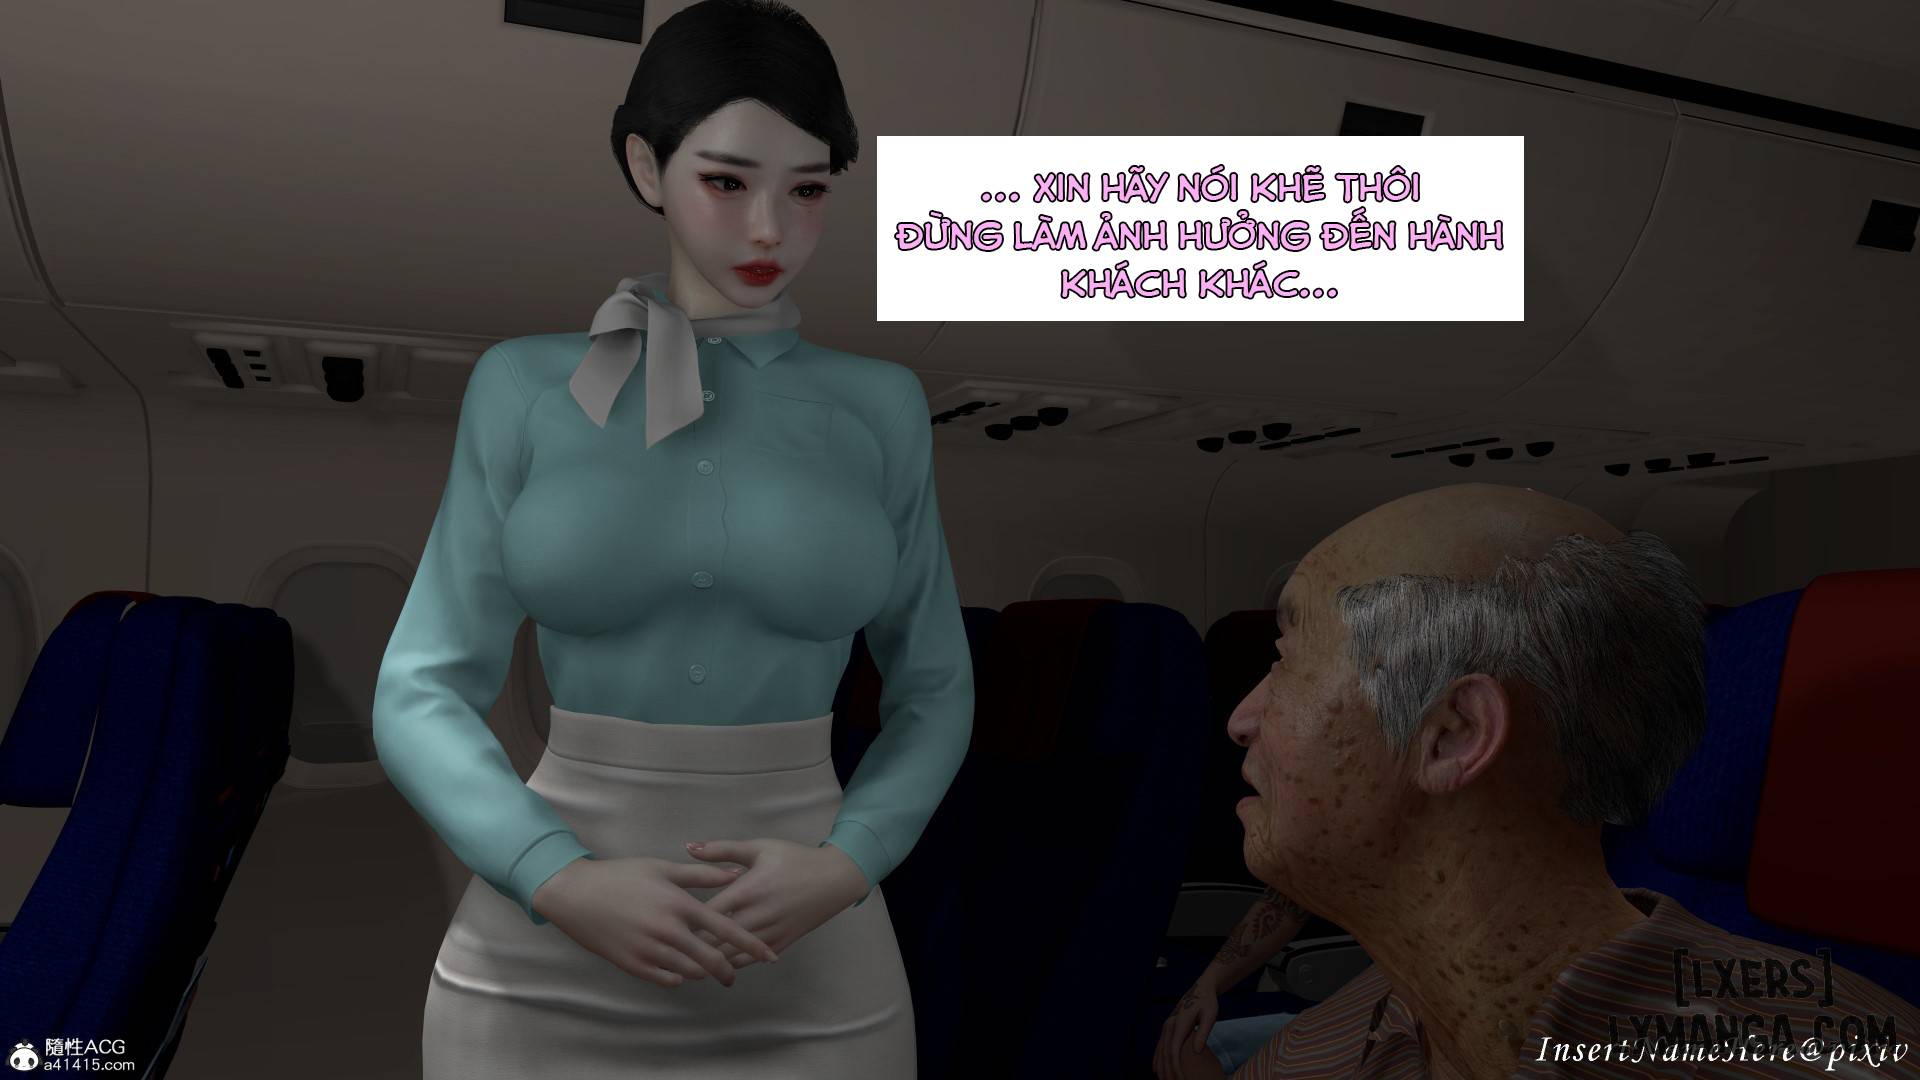 ... XIN HÃY NÓI KHẼ THÔI
ĐỪNG LÀM ẢNH HƯỞNG ĐẾN HÀNH
KHÁCH KHÁC...
[LXERS]
LXMANGA.COM
InsertNameHere@pixiv
隨性ACG
a41415.com